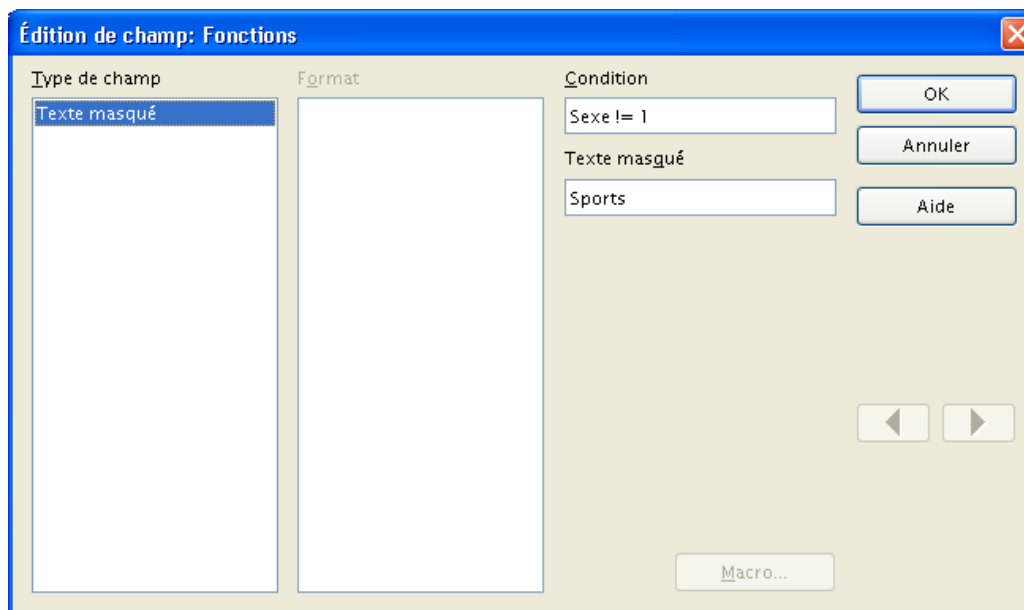 Édition de champ: Fonctions
Type de champ
Format
Condition
Texte masqué
Sexe != 1
Texte masqué
Sports
OK
Annuler
Aide
Macro...